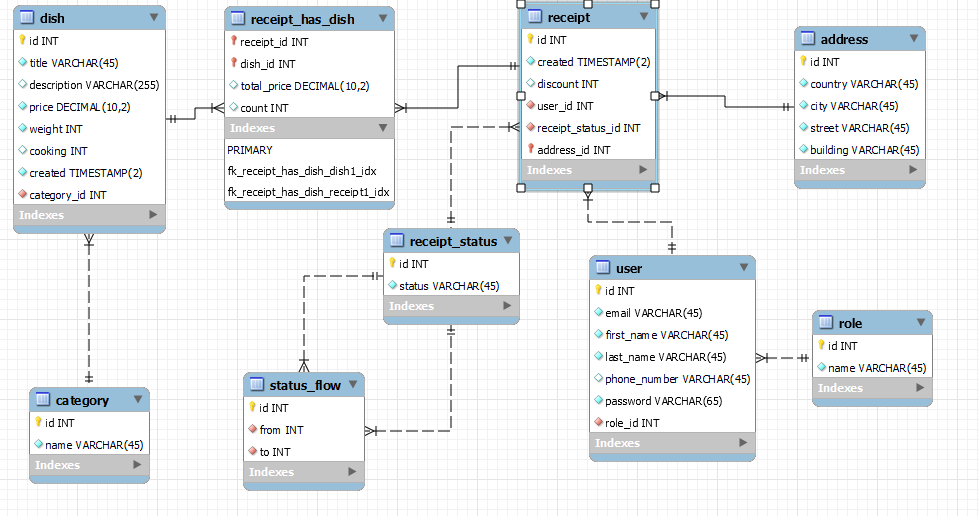 dish
id INT
title VARCHAR(45)
description VARCHAR(255)
price DECIMAL(10,2)
weight INT
cooking INT
created TIMESTAMP(2)
category_id INT
Indexes
receipt_has_dish
receipt_id INT
dish_id INT
total_price DECIMAL(10,2)
count INT
Indexes
PRIMARY
fk_receipt_has_dish_dish1_idx
fk_receipt_has_dish_receipt1_idx
receipt
id INT
created TIMESTAMP(2)
discount INT
user_id INT
receipt_status_id INT
address_id INT
Indexes
address
id INT
country VARCHAR(45)
city VARCHAR(45)
street VARCHAR(45)
building VARCHAR(45)
Indexes
receipt_status
id INT
status VARCHAR(45)
Indexes
user
id INT
email VARCHAR(45)
first_name VARCHAR(45)
last_name VARCHAR(45)
phone_number VARCHAR(45)
password VARCHAR(65)
role_id INT
Indexes
role
id INT
name VARCHAR(45)
Indexes
category
id INT
name VARCHAR(45)
Indexes
status_flow
id INT
from INT
to INT
Indexes